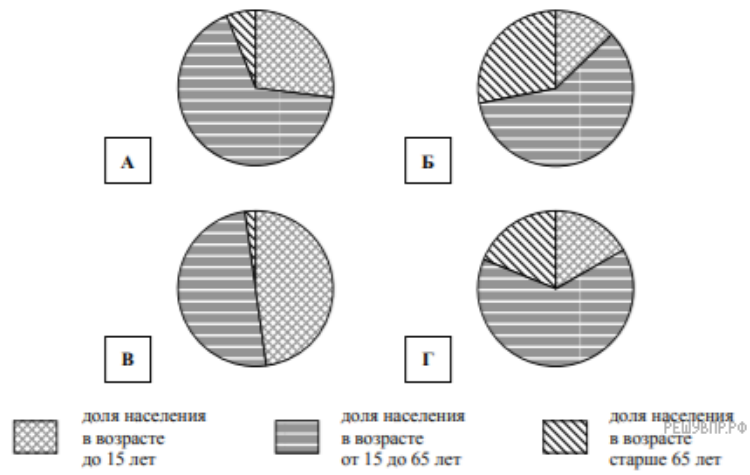 А
Б
В
Г
доля населения
в возрасте
до 15 лет
доля населения
в возрасте
от 15 до 65 лет
доля населения
в возрасте
старше 65 лет
РЕШУВПР.РФ